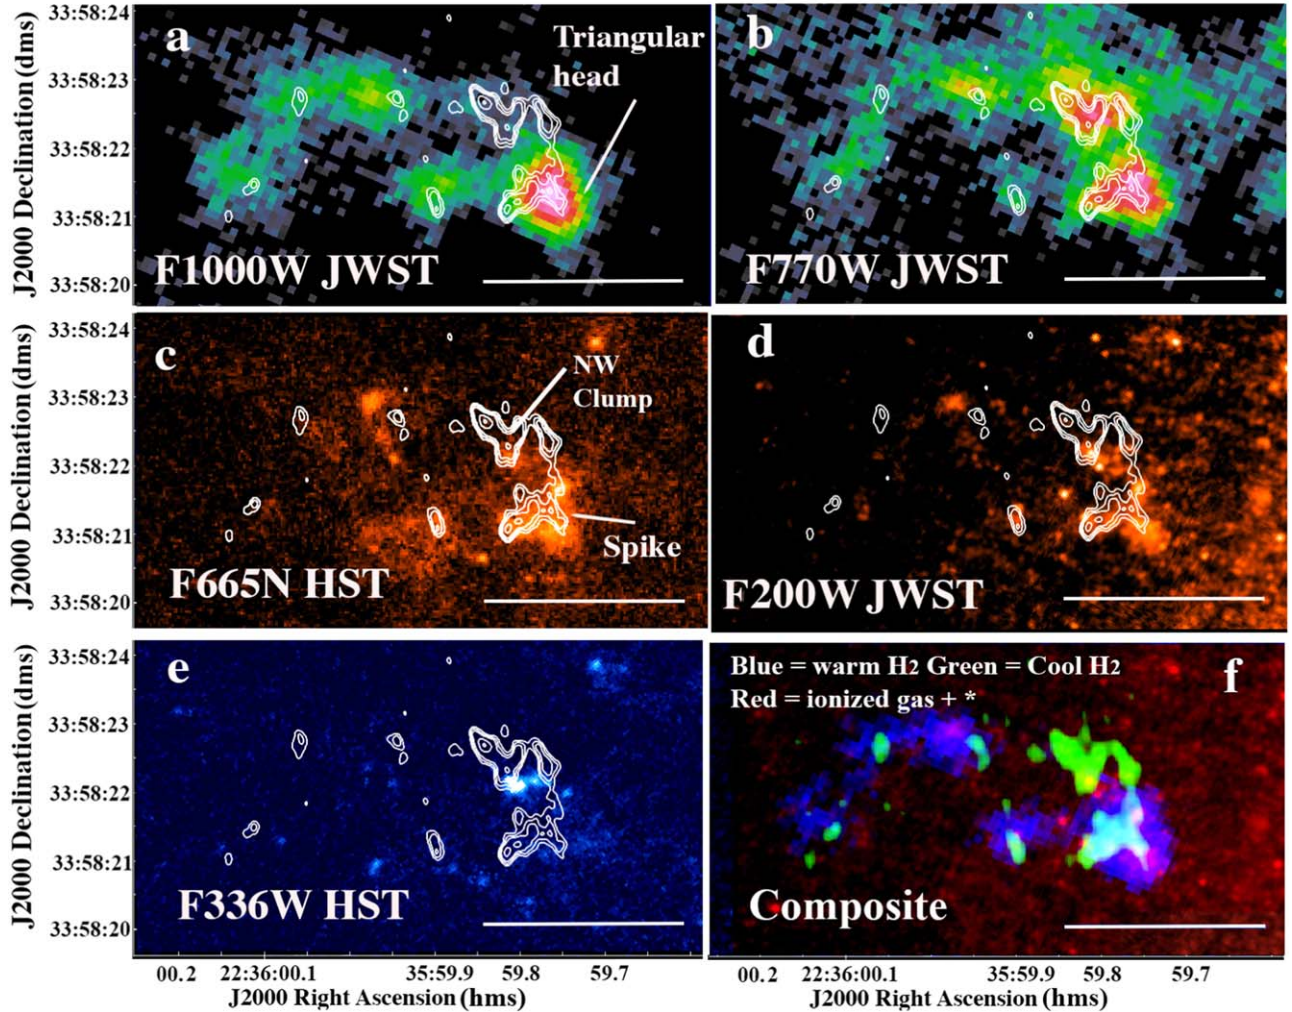 33:58:24
33:58:23
33:58:22
33:58:21
33:58:20
J2000 Declination (dms)
a
Triangular
head
F1000W JWST
b
F770W JWST
33:58:24
33:58:23
33:58:22
33:58:21
33:58:20
J2000 Declination (dms)
c
NW
Clump
Spike
F665N HST
d
F200W JWST
33:58:24
33:58:23
33:58:22
33:58:21
33:58:20
J2000 Declination (dms)
e
F336W HST
Blue = warm H2 Green = Cool H2
Red = ionized gas + *
f
Composite
00.2 22:36:00.1 35:59.9 59.8 59.7
J2000 Right Ascension (hms)
00.2 22:36:00.1 35:59.9 59.8 59.7
J2000 Right Ascension (hms)